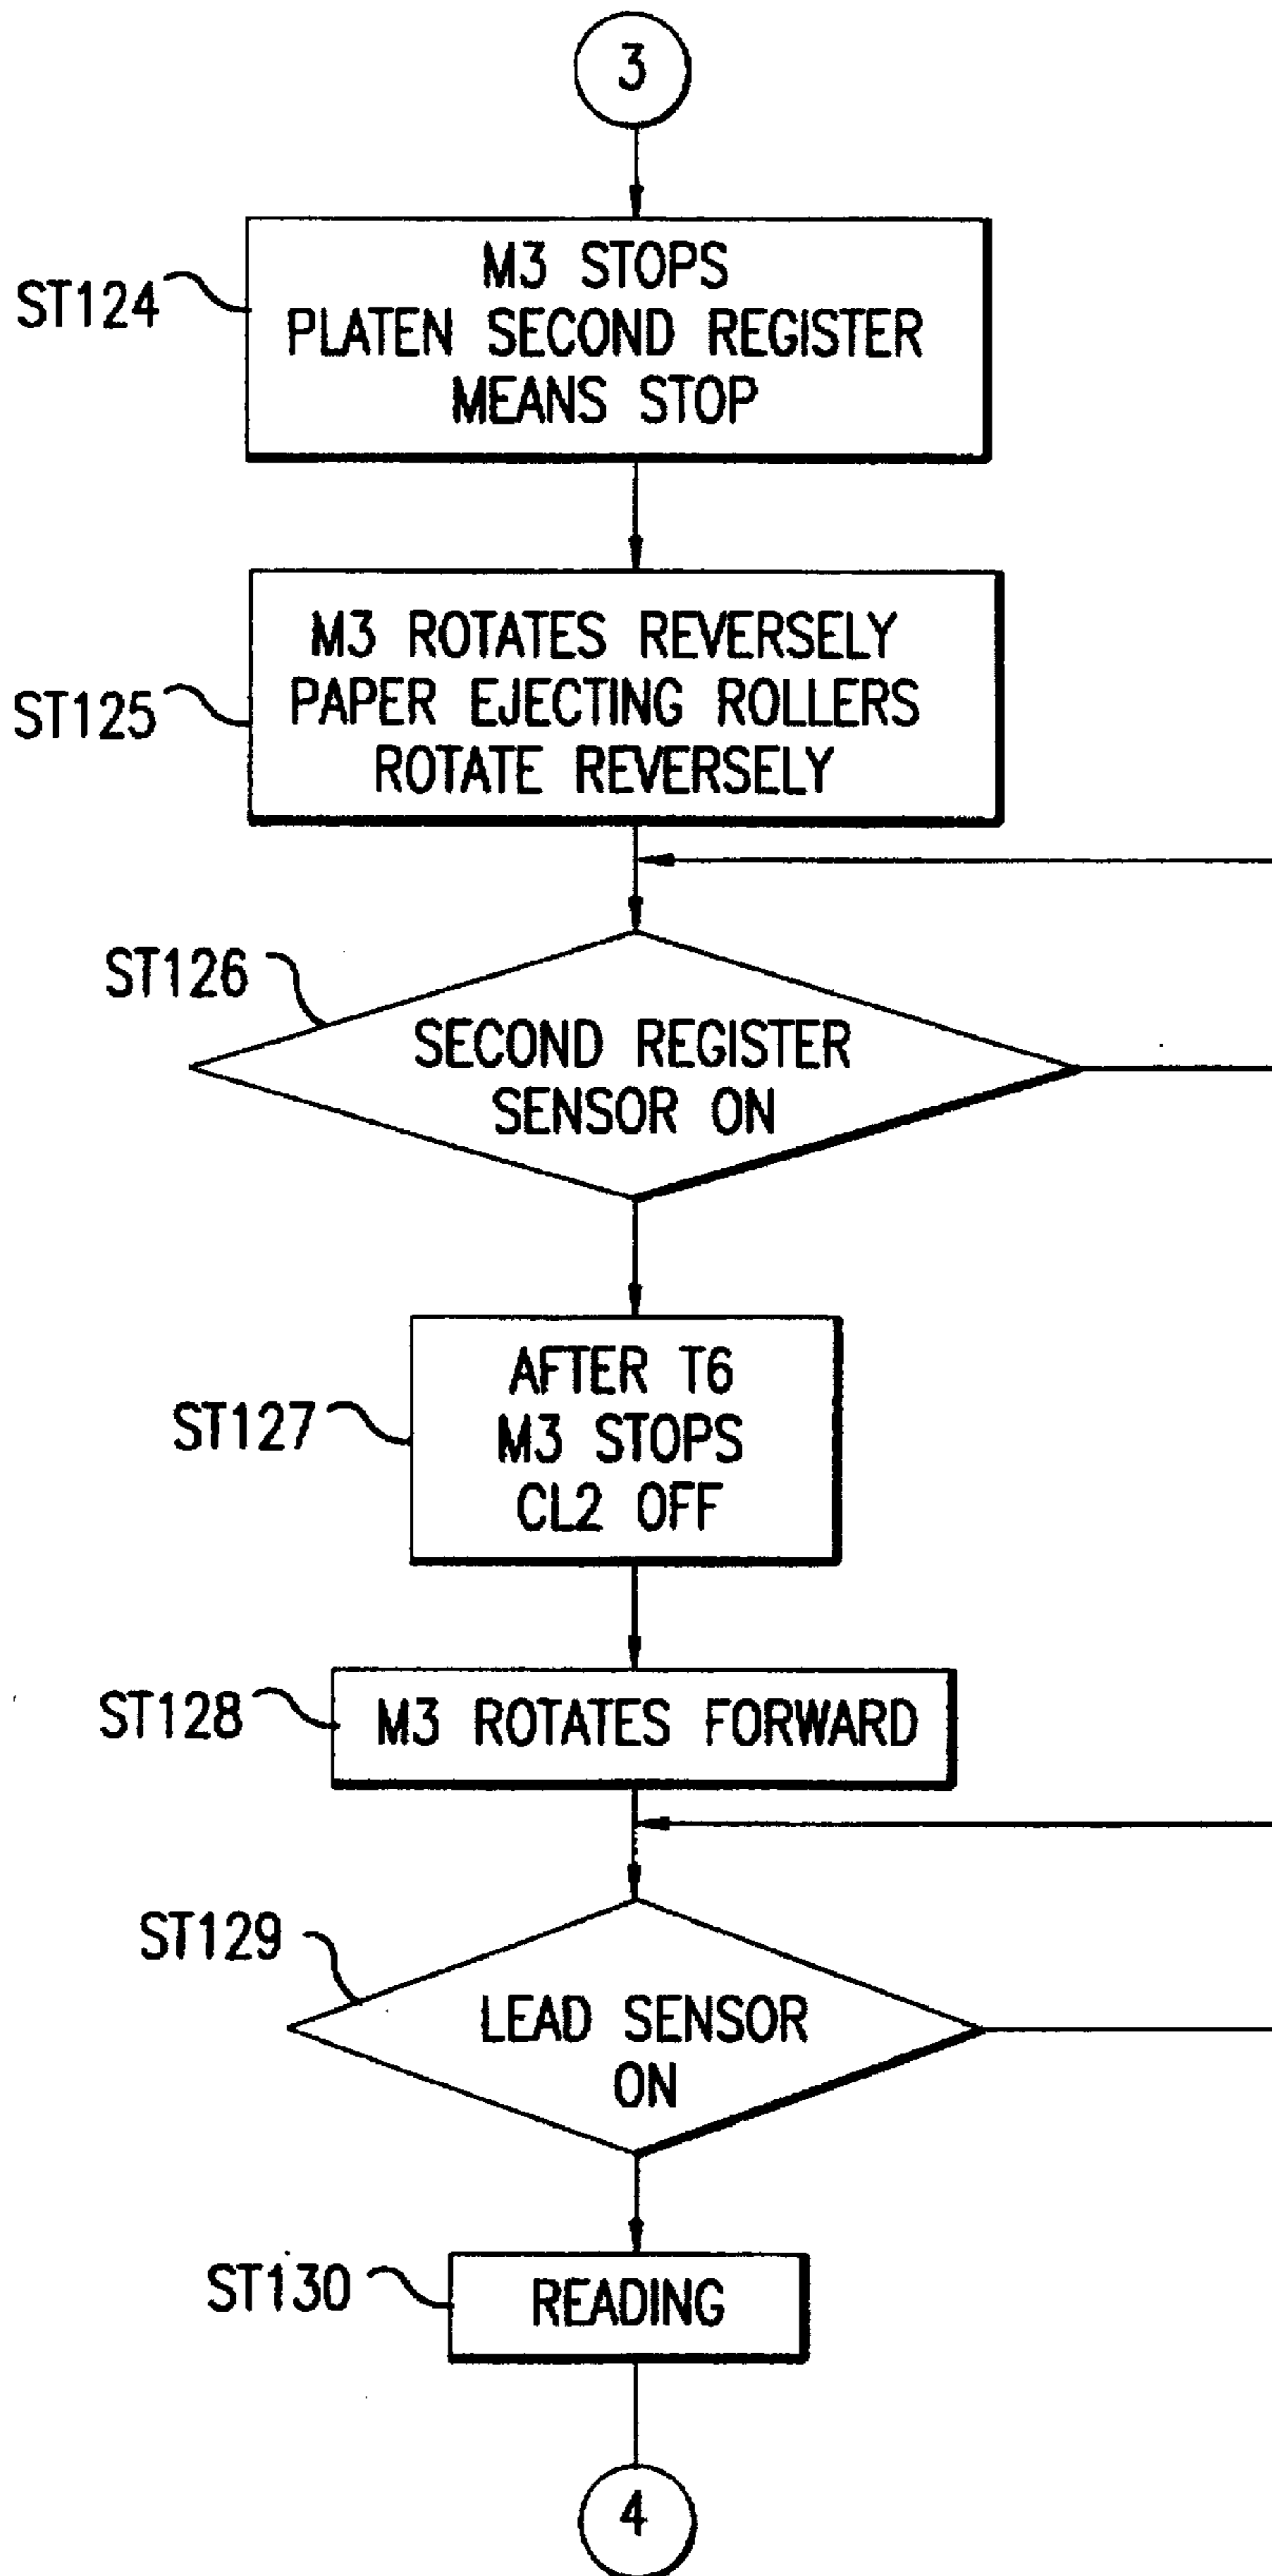 3
ST124
M3 STOPS
PLATEN SECOND REGISTER
MEANS STOP
ST125
M3 ROTATES REVERSELY
PAPER EJECTING ROLLERS
ROTATE REVERSELY
ST126
SECOND REGISTER
SENSOR ON
ST127
AFTER T6
M3 STOPS
CL2 OFF
ST128
M3 ROTATES FORWARD
ST129
LEAD SENSOR
ON
ST130
READING
4